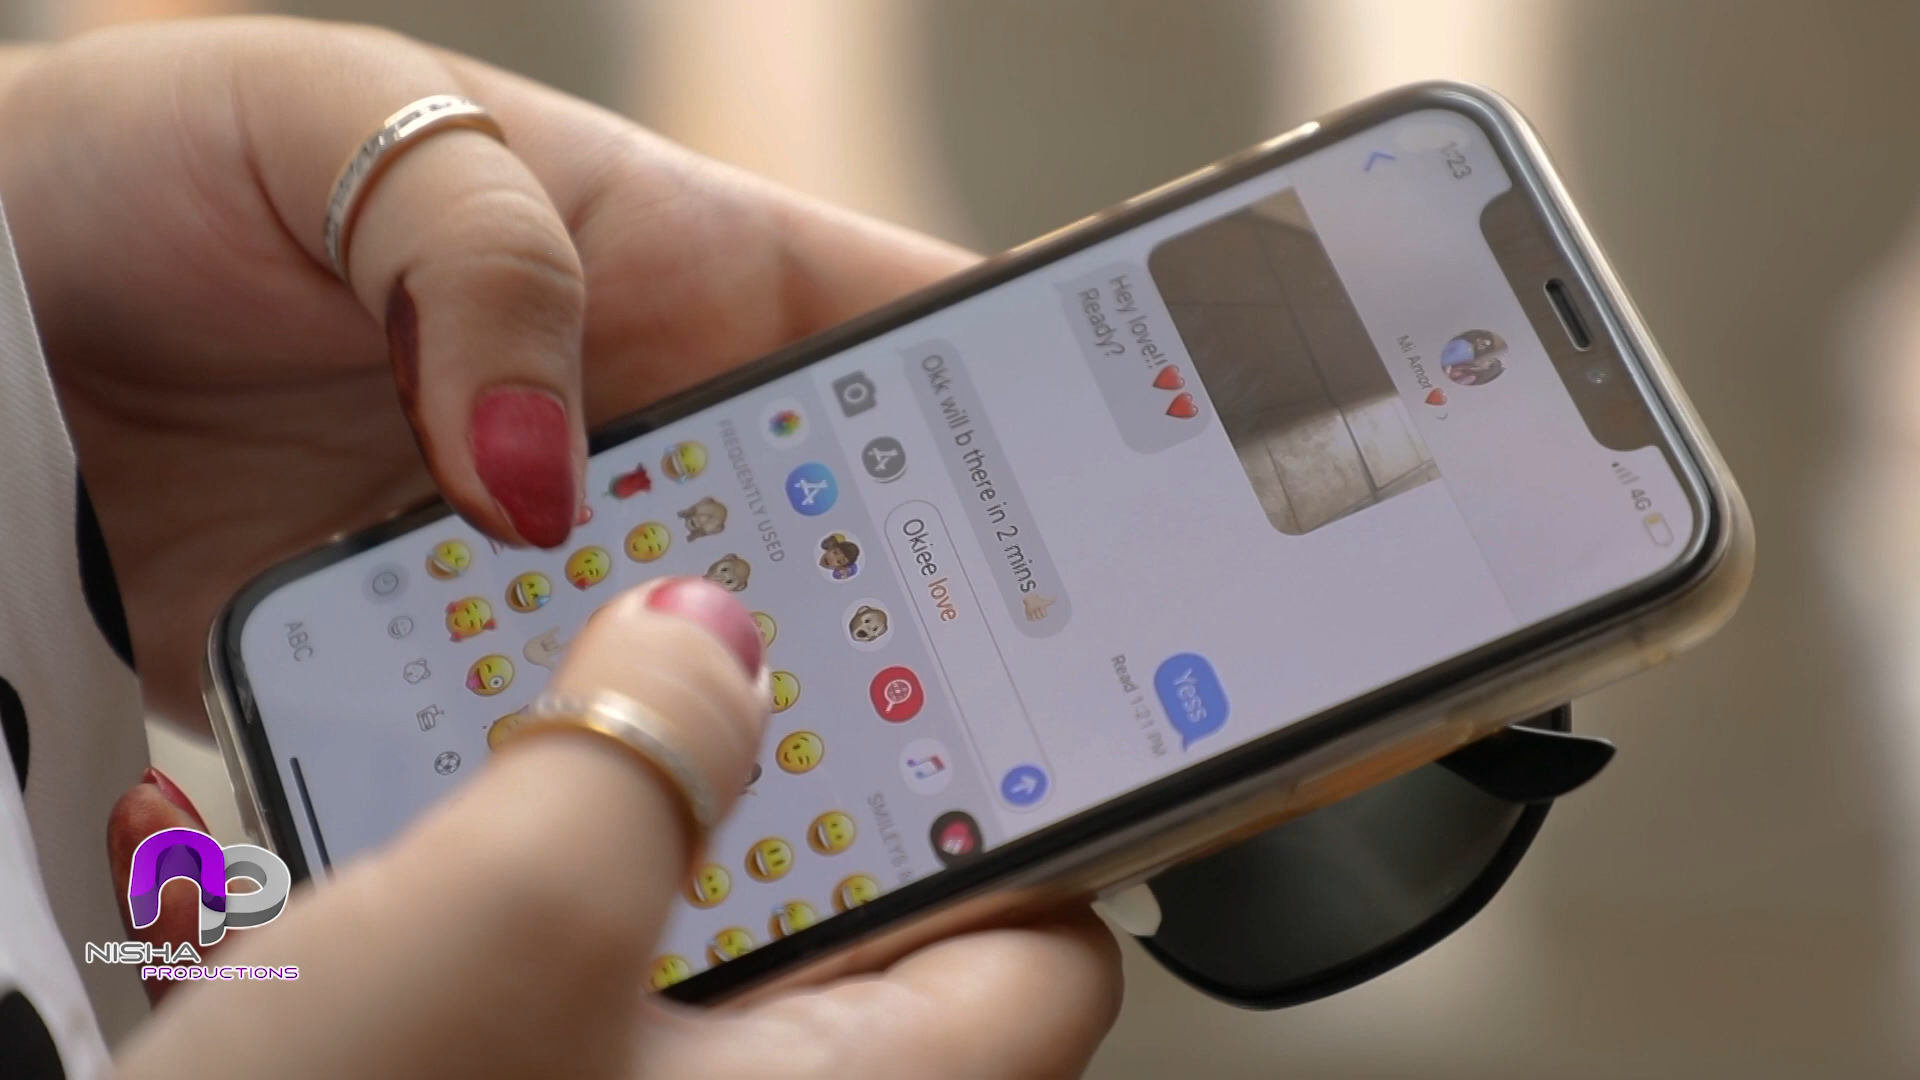 1:23
4G
Mi Amor❤️ ›
Hey love!! ❤️❤️
Ready?
Yess
Read 1:21 PM
Okk will b there in 2 mins👍🏼
Okiee love
FREQUENTLY USED
SMILEYS &
ABC
NISHA
PRODUCTIONS